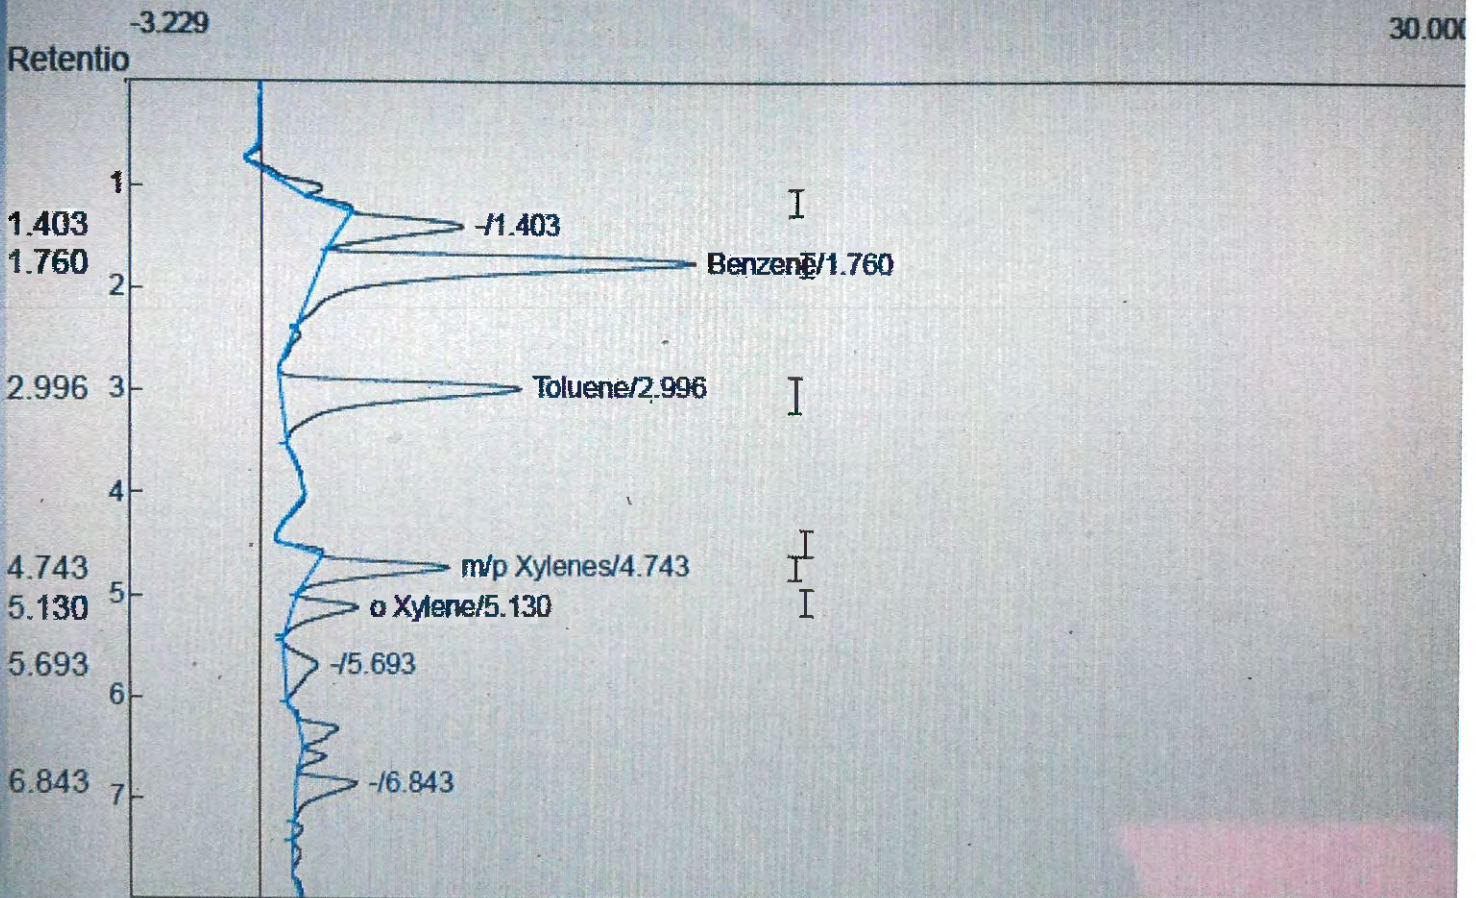 -3.229 30.000
Retentio
1
1.403 -/1.403
1.760 Benzene/1.760
2
2.996 3 Toluene/2.996
4
4.743 m/p Xylenes/4.743
5
5.130 o Xylene/5.130
5.693 -/5.693
6
6.843 -/6.843
7